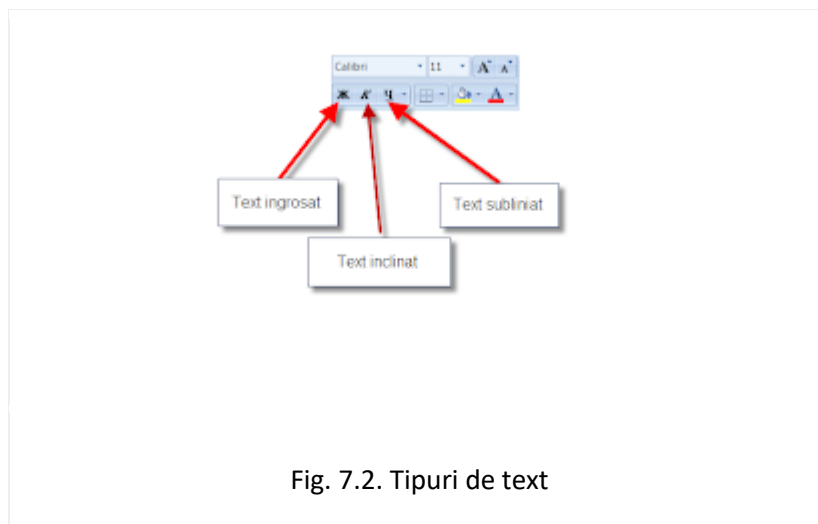 Calibri 11 A A
Ж К Ч A
Text ingrosat
Text subliniat
Text inclinat
Fig. 7.2. Tipuri de text